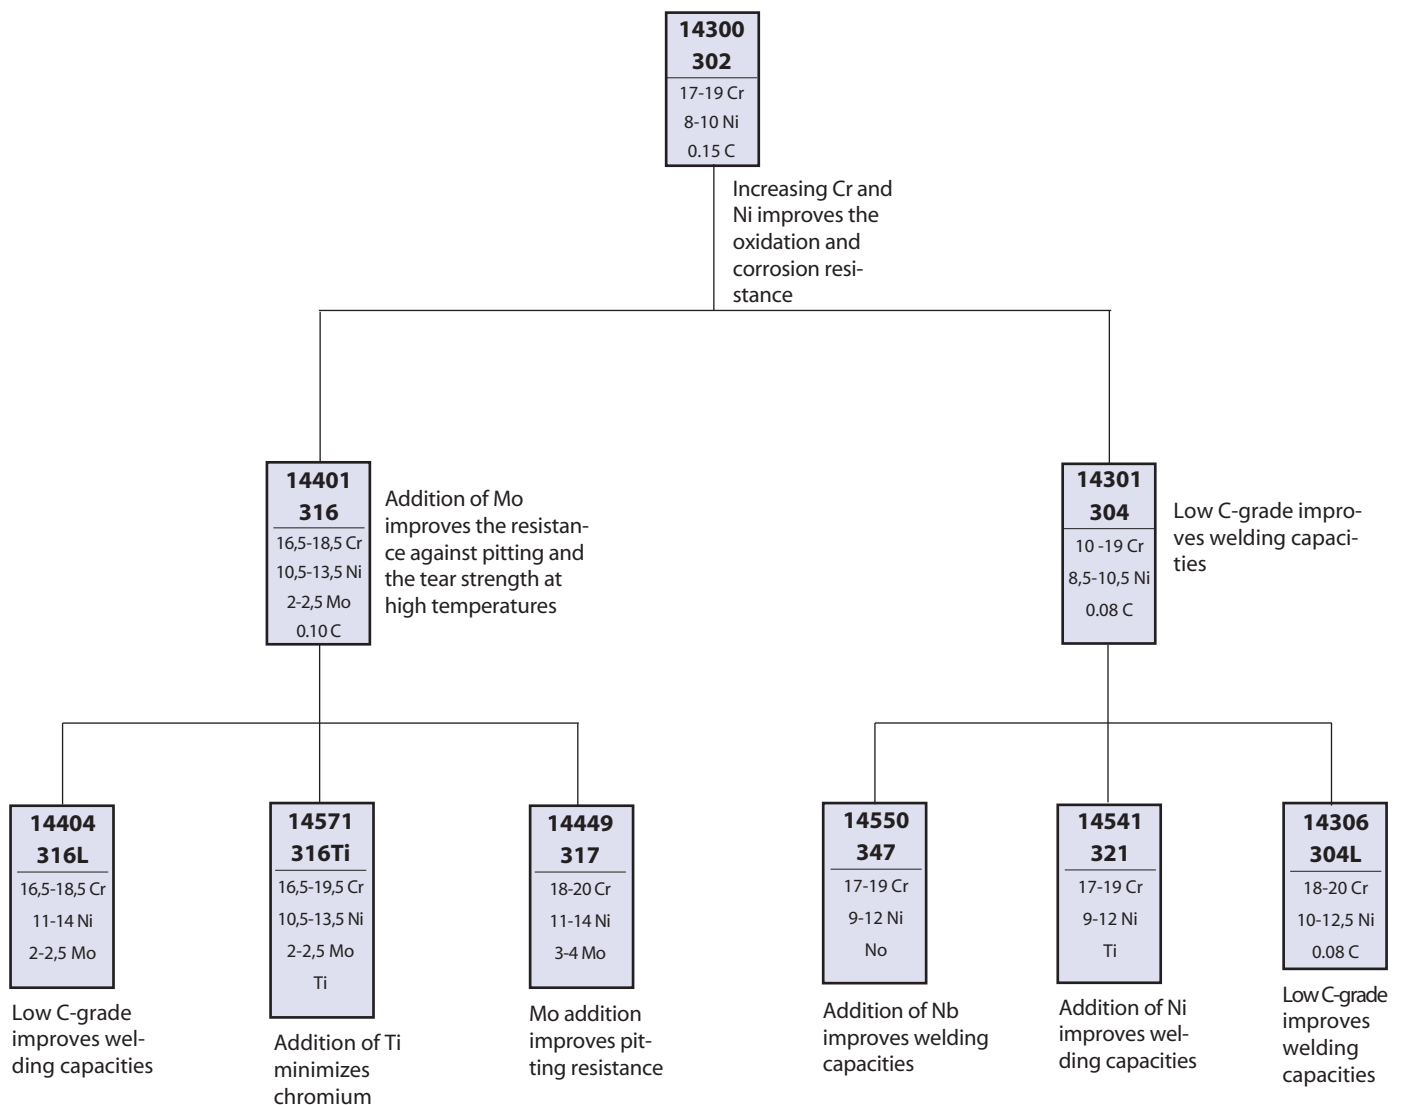 14300
302
17-19 Cr
8-10 Ni
0.15 C
Increasing Cr and
Ni improves the
oxidation and
corrosion resi-
stance
14401
316
16,5-18,5 Cr
10,5-13,5 Ni
2-2,5 Mo
0.10 C
Addition of Mo
improves the resistan-
ce against pitting and
the tear strength at
high temperatures
14301
304
10 -19 Cr
8,5-10,5 Ni
0.08 C
Low C-grade impro-
ves welding capaci-
ties
14404
316L
16,5-18,5 Cr
11-14 Ni
2-2,5 Mo
Low C-grade
improves wel-
ding capacities
14571
316Ti
16,5-19,5 Cr
10,5-13,5 Ni
2-2,5 Mo
Ti
Addition of Ti
minimizes
chromium
14449
317
18-20 Cr
11-14 Ni
3-4 Mo
Mo addition
improves pit-
ting resistance
14550
347
17-19 Cr
9-12 Ni
No
Addition of Nb
improves welding
capacities
14541
321
17-19 Cr
9-12 Ni
Ti
Addition of Ni
improves wel-
ding capacities
14306
304L
18-20 Cr
10-12,5 Ni
0.08 C
Low C-grade
improves
welding
capacities